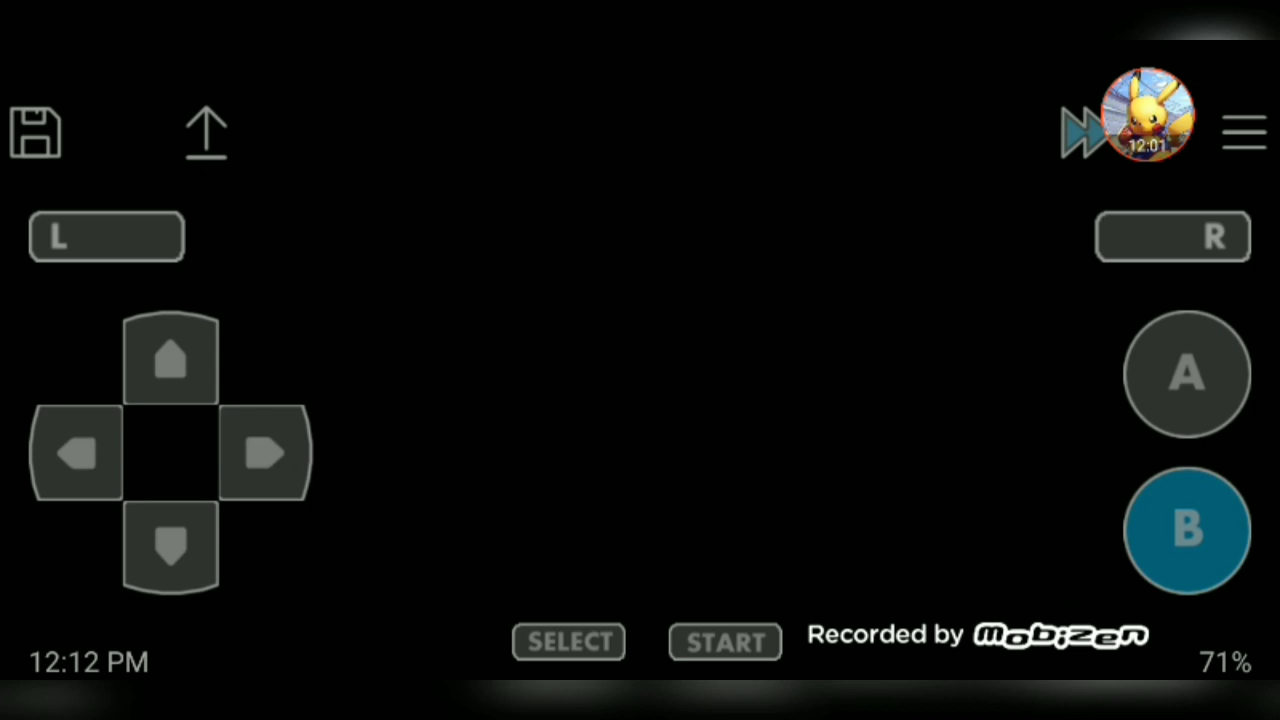 12:01
L
R
A
B
SELECT
START
Recorded by mobizen
12:12 PM
71%